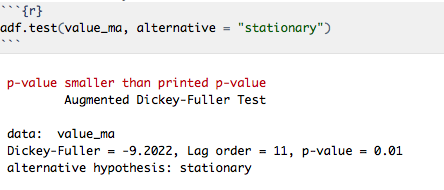 ```{r}
adf.test(value_ma, alternative = "stationary")
```
p-value smaller than printed p-value
Augmented Dickey-Fuller Test
data: value_ma
Dickey-Fuller = -9.2022, Lag order = 11, p-value = 0.01
alternative hypothesis: stationary